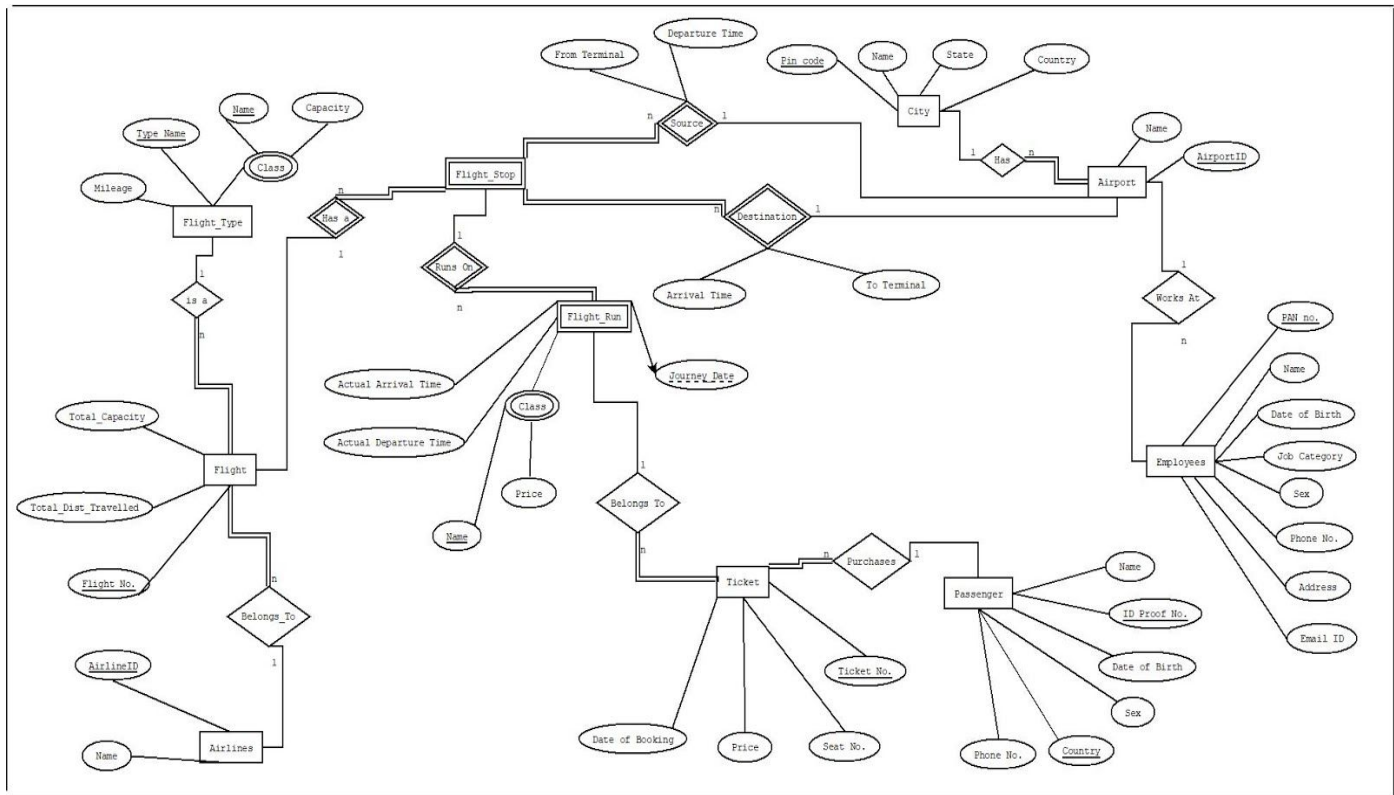 Departure Time
From Terminal
Pin code
Name
State
Country
Name
Capacity
Type Name
Class
Mileage
Flight_Type
n
Source
1
City
Name
AirportID
1
Has
n
Airport
Flight_Stop
n
Has a
1
n
Destination
1
1
Runs On
n
Arrival Time
To Terminal
1
is a
n
1
Works At
n
Flight_Run
Journey Date
Actual Arrival Time
Class
Actual Departure Time
Price
Name
PAN no.
Name
Date of Birth
Job Category
Sex
Phone No.
Address
Email ID
Employees
Total_Capacity
Flight
Total_Dist_Travelled
Flight No.
n
Belongs_To
1
AirlineID
Name
Airlines
1
Belongs To
n
Ticket
n
Purchases
1
Passenger
Name
ID Proof No.
Date of Birth
Sex
Country
Phone No.
Ticket No.
Date of Booking
Price
Seat No.